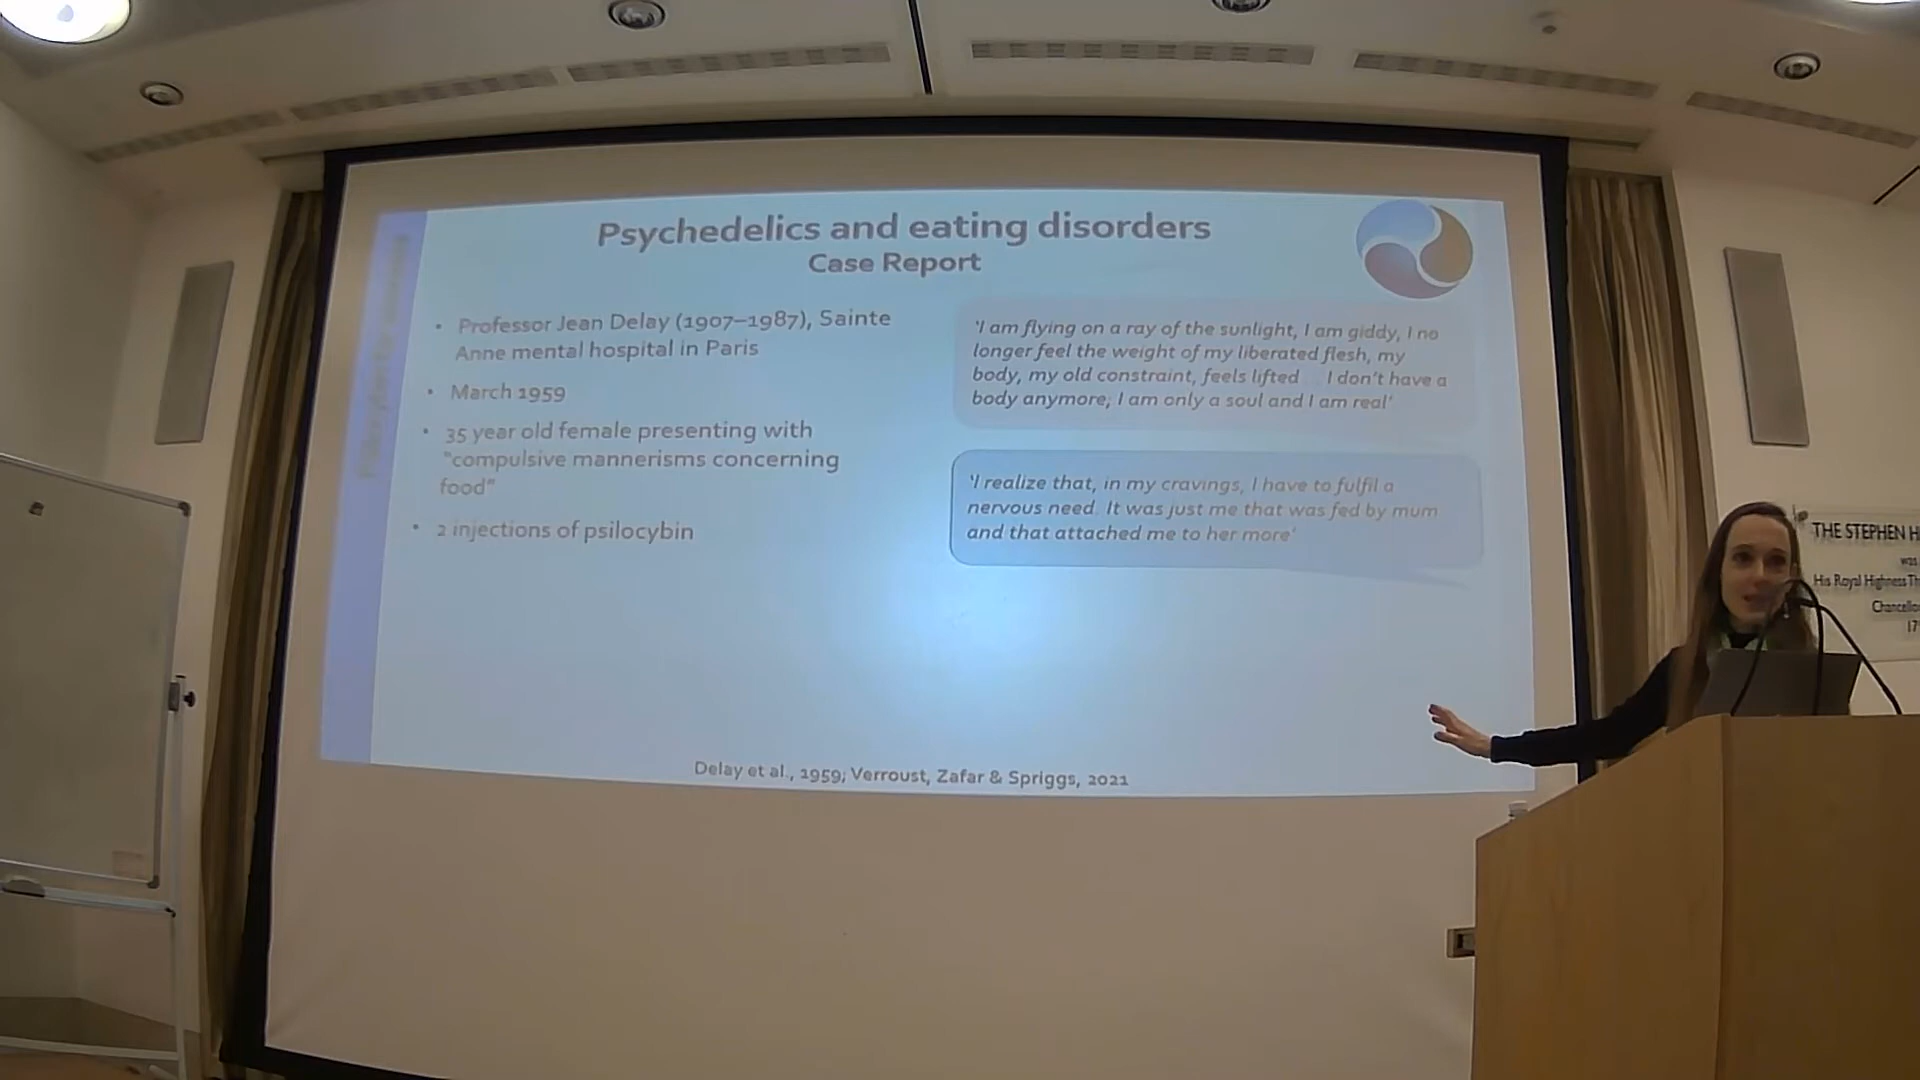 Psychedelics and eating disorders
Case Report
• Professor Jean Delay (1907–1987), Sainte
Anne mental hospital in Paris
• March 1959
• 35 year old female presenting with
"compulsive mannerisms concerning
food"
• 2 injections of psilocybin
'I am flying on a ray of the sunlight, I am giddy, I no
longer feel the weight of my liberated flesh, my
body, my old constraint, feels lifted I don't have a
body anymore; I am only a soul and I am real'
'I realize that, in my cravings, I have to fulfil a
nervous need. It was just me that was fed by mum
and that attached me to her more'
Delay et al., 1959; Verroust, Zafar & Spriggs, 2021
THE STEPHEN H
was
His Royal Highness Th
Chancello
17